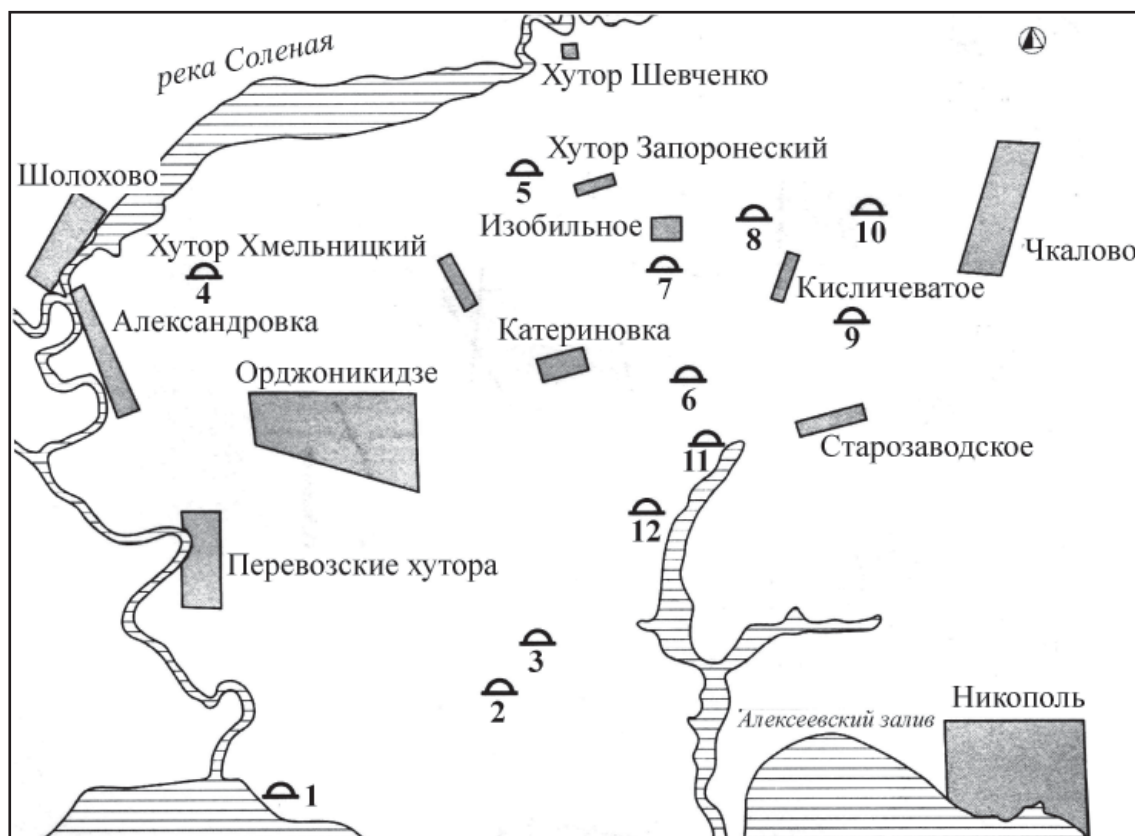 река Соленая
Хутор Шевченко
Хутор Запоронеский
5
Шолохово
Изобильное
8
10
Хутор Хмельницкий
Чкалово
4
7
Кисличеватое
Александровка
9
Катериновка
Орджоникидзе
6
Старозаводское
11
12
Перевозские хутора
3
2
Никополь
Алексеевский залив
1